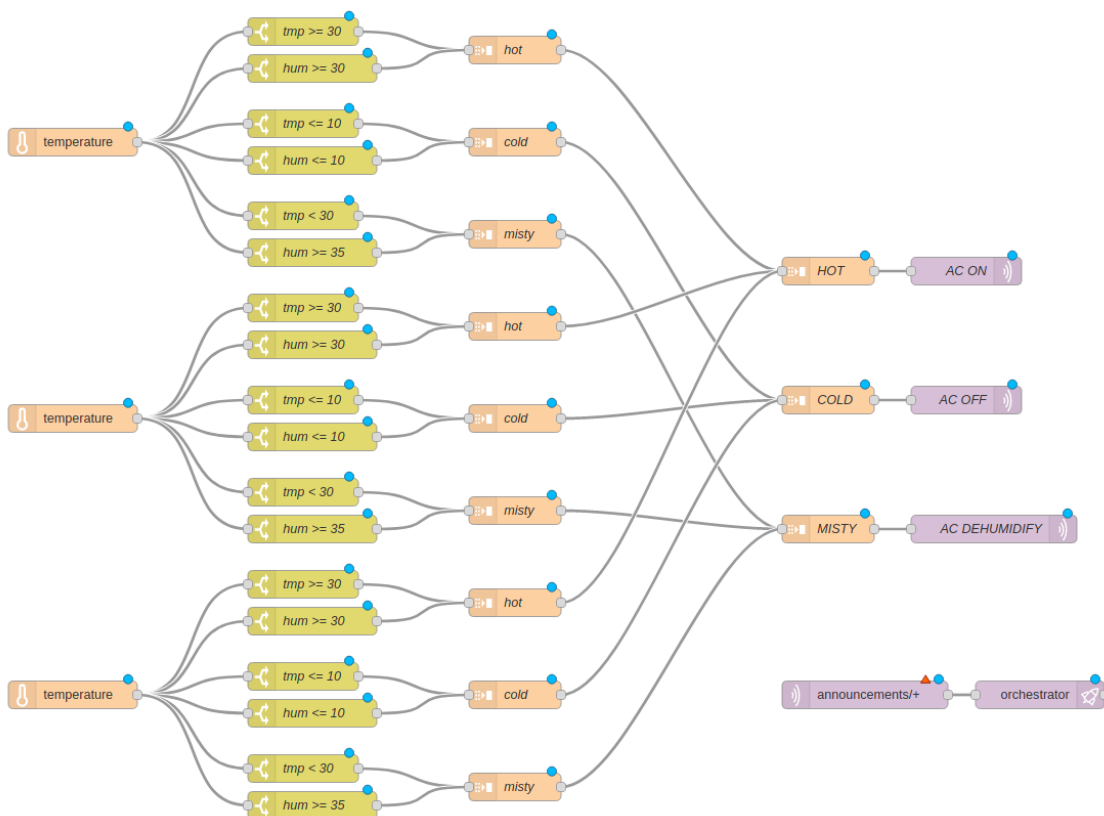 tmp >= 30
hum >= 30
hot
temperature
tmp <= 10
hum <= 10
cold
tmp < 30
hum >= 35
misty
tmp >= 30
hum >= 30
hot
temperature
tmp <= 10
hum <= 10
cold
tmp < 30
hum >= 35
misty
tmp >= 30
hum >= 30
hot
temperature
tmp <= 10
hum <= 10
cold
tmp < 30
hum >= 35
misty
HOT
AC ON
COLD
AC OFF
MISTY
AC DEHUMIDIFY
announcements/+
orchestrator